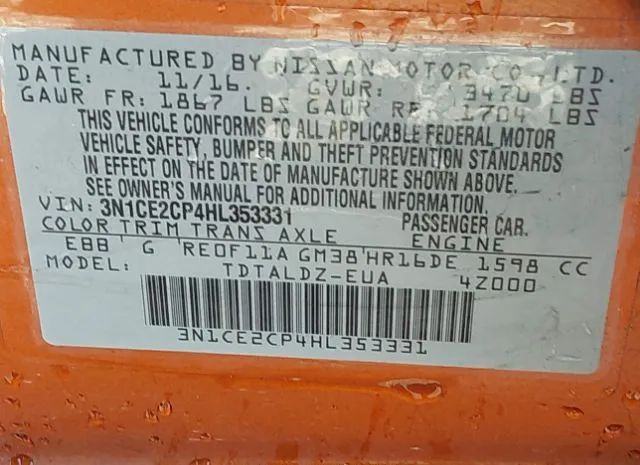 MANUFACTURED BY NISSAN MOTOR CO., LTD.
DATE: 11/16. GVWR: 3470 LBS
GAWR FR: 1867 LBS GAWR RR 1704 LBS
THIS VEHICLE CONFORMS TO ALL APPLICABLE FEDERAL MOTOR
VEHICLE SAFETY, BUMPER AND THEFT PREVENTION STANDARDS
IN EFFECT ON THE DATE OF MANUFACTURE SHOWN ABOVE.
SEE OWNER'S MANUAL FOR ADDITIONAL INFORMATION.
VIN: 3N1CE2CP4HL353331 PASSENGER CAR.
COLOR TRIM TRANS AXLE ENGINE
EBB G RE0F11A GM38 HR16DE 1598 CC
MODEL: TDTALDZ-EUA 4Z000
3N1CE2CP4HL353331